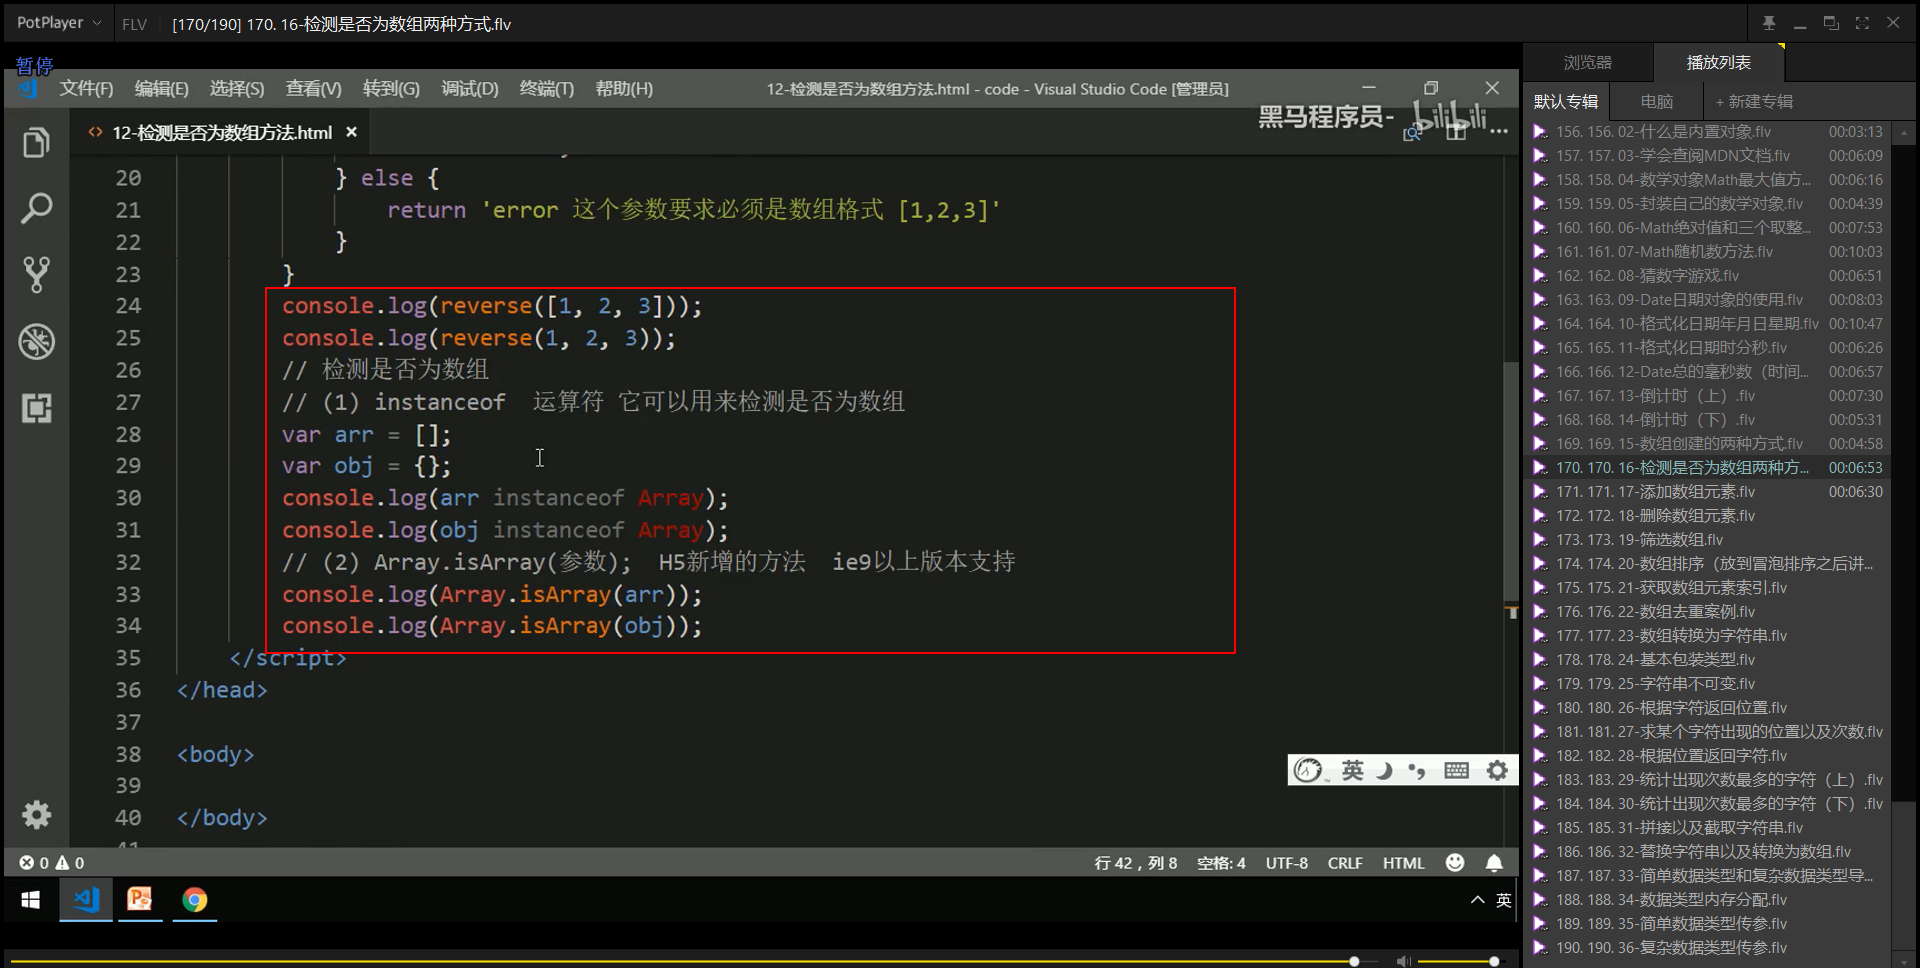 PotPlayer
FLV
[170/190] 170. 16-检测是否为数组两种方式.flv
暂停
文件(F) 编辑(E) 选择(S) 查看(V) 转到(G) 调试(D) 终端(T) 帮助(H)
12-检测是否为数组方法.html - code - Visual Studio Code [管理员]
<> 12-检测是否为数组方法.html ×
黑马程序员- bilibili
20 } else {
21 return 'error 这个参数要求必须是数组格式 [1,2,3]'
22 }
23 }
24 console.log(reverse([1, 2, 3]));
25 console.log(reverse(1, 2, 3));
26 // 检测是否为数组
27 // (1) instanceof 运算符 它可以用来检测是否为数组
28 var arr = [];
29 var obj = {};
30 console.log(arr instanceof Array);
31 console.log(obj instanceof Array);
32 // (2) Array.isArray(参数); H5新增的方法 ie9以上版本支持
33 console.log(Array.isArray(arr));
34 console.log(Array.isArray(obj));
35 </script>
36 </head>
37
38 <body>
39
40 </body>
41
英
0 0
行 42，列 8 空格: 4 UTF-8 CRLF HTML
英
浏览器 播放列表
默认专辑 电脑 + 新建专辑
156. 156. 02-什么是内置对象.flv 00:03:13
157. 157. 03-学会查阅MDN文档.flv 00:06:09
158. 158. 04-数学对象Math最大值方... 00:06:16
159. 159. 05-封装自己的数学对象.flv 00:04:39
160. 160. 06-Math绝对值和三个取整... 00:07:53
161. 161. 07-Math随机数方法.flv 00:10:03
162. 162. 08-猜数字游戏.flv 00:06:51
163. 163. 09-Date日期对象的使用.flv 00:08:03
164. 164. 10-格式化日期年月日星期.flv 00:10:47
165. 165. 11-格式化日期时分秒.flv 00:06:26
166. 166. 12-Date总的毫秒数（时间... 00:06:57
167. 167. 13-倒计时（上）.flv 00:07:30
168. 168. 14-倒计时（下）.flv 00:05:31
169. 169. 15-数组创建的两种方式.flv 00:04:58
170. 170. 16-检测是否为数组两种方... 00:06:53
171. 171. 17-添加数组元素.flv 00:06:30
172. 172. 18-删除数组元素.flv
173. 173. 19-筛选数组.flv
174. 174. 20-数组排序（放到冒泡排序之后讲...
175. 175. 21-获取数组元素索引.flv
176. 176. 22-数组去重案例.flv
177. 177. 23-数组转换为字符串.flv
178. 178. 24-基本包装类型.flv
179. 179. 25-字符串不可变.flv
180. 180. 26-根据字符返回位置.flv
181. 181. 27-求某个字符出现的位置以及次数.flv
182. 182. 28-根据位置返回字符.flv
183. 183. 29-统计出现次数最多的字符（上）.flv
184. 184. 30-统计出现次数最多的字符（下）.flv
185. 185. 31-拼接以及截取字符串.flv
186. 186. 32-替换字符串以及转换为数组.flv
187. 187. 33-简单数据类型和复杂数据类型导...
188. 188. 34-数据类型内存分配.flv
189. 189. 35-简单数据类型传参.flv
190. 190. 36-复杂数据类型传参.flv